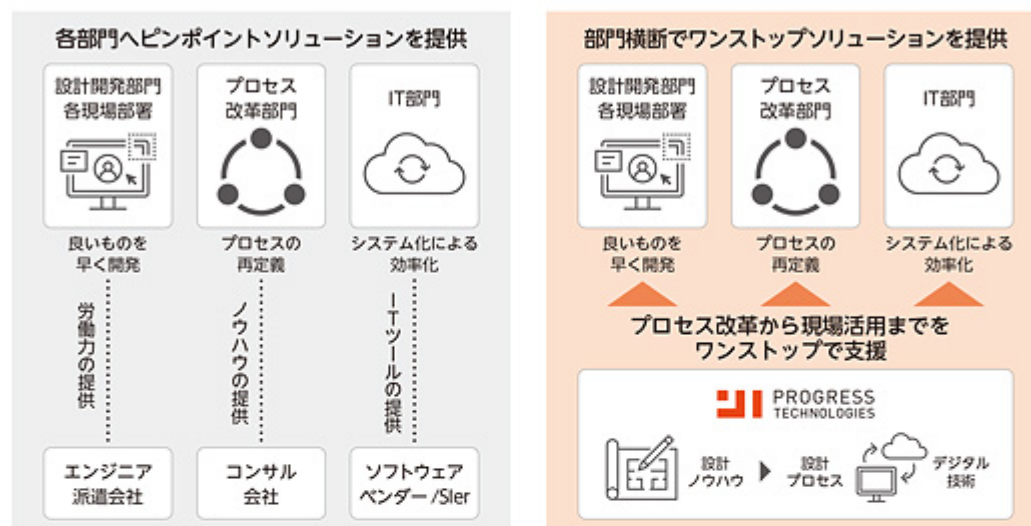 各部門へピンポイントソリューションを提供
設計開発部門
各現場部署
プロセス
改革部門
IT部門
良いものを
早く開発
プロセスの
再定義
システム化による
効率化
労働力の提供
ノウハウの提供
ITツールの提供
エンジニア
派遣会社
コンサル
会社
ソフトウェア
ベンダー/SIer
部門横断でワンストップソリューションを提供
設計開発部門
各現場部署
プロセス
改革部門
IT部門
良いものを
早く開発
プロセスの
再定義
システム化による
効率化
プロセス改革から現場活用までを
ワンストップで支援
PROGRESS
TECHNOLOGIES
設計
ノウハウ
設計
プロセス
デジタル
技術